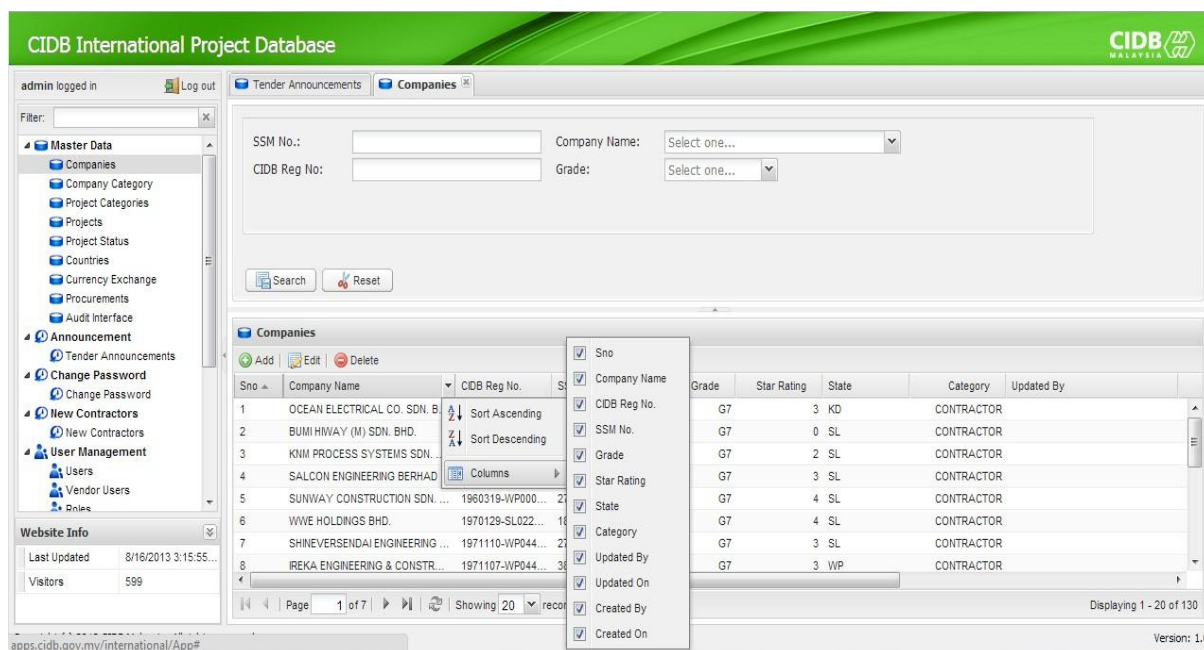 CIDB International Project Database
CIDB
MALAYSIA
admin logged in
Log out
Filter:
Master Data
Companies
Company Category
Project Categories
Projects
Project Status
Countries
Currency Exchange
Procurements
Audit Interface
Announcement
Tender Announcements
Change Password
Change Password
New Contractors
New Contractors
User Management
Users
Vendor Users
Roles
Website Info
Last Updated 8/16/2013 3:15:55...
Visitors 599
Tender Announcements Companies
SSM No.: Company Name: Select one...
CIDB Reg No: Grade: Select one...
Search Reset
Companies
Add Edit Delete
Sno Company Name CIDB Reg No. Grade Star Rating State Category Updated By
1 OCEAN ELECTRICAL CO. SDN. B. G7 3 KD CONTRACTOR
2 BUMI HIWAY (M) SDN. BHD. G7 0 SL CONTRACTOR
3 KNM PROCESS SYSTEMS SDN. ... G7 2 SL CONTRACTOR
4 SALCON ENGINEERING BERHAD G7 3 SL CONTRACTOR
5 SUNWAY CONSTRUCTION SDN. ... 1960319-WP000... 27 G7 4 SL CONTRACTOR
6 WWE HOLDINGS BHD. 1970129-SL022... 18 G7 4 SL CONTRACTOR
7 SHINEVERSENDAI ENGINEERING ... 1971110-WP044... 27 G7 3 SL CONTRACTOR
8 IREKA ENGINEERING & CONSTR... 1971107-WP044... 38 G7 3 WP CONTRACTOR
Sort Ascending
Sort Descending
Columns
Sno
Company Name
CIDB Reg No.
SSM No.
Grade
Star Rating
State
Category
Updated By
Updated On
Created By
Created On
Page 1 of 7 Showing 20 recor
Displaying 1 - 20 of 130
apps.cidb.gov.my/international/App#
Version: 1.